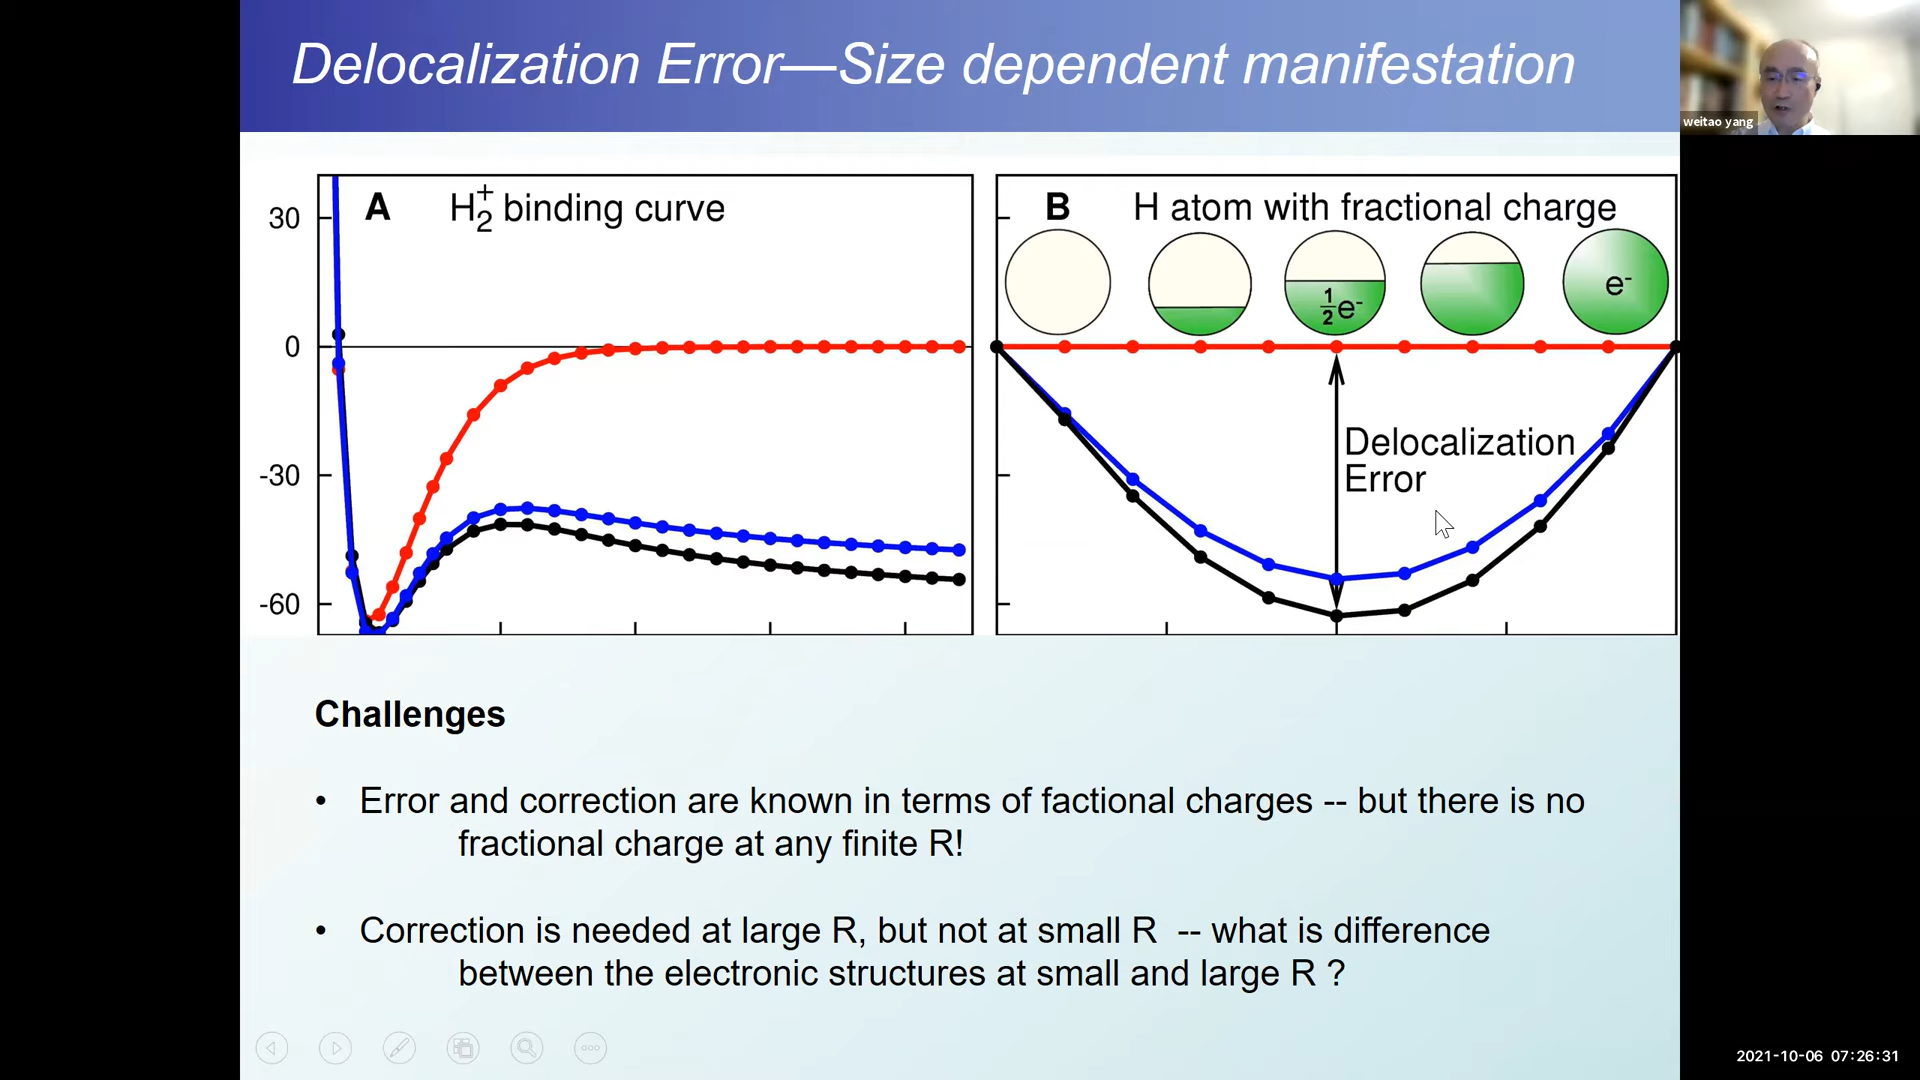 Delocalization Error—Size dependent manifestation
weitao yang
A H2+ binding curve
B H atom with fractional charge
30
0
-30
-60
1/2 e-
e-
Delocalization
Error
Challenges
• Error and correction are known in terms of factional charges -- but there is no
fractional charge at any finite R!
• Correction is needed at large R, but not at small R -- what is difference
between the electronic structures at small and large R ?
2021-10-06 07:26:31